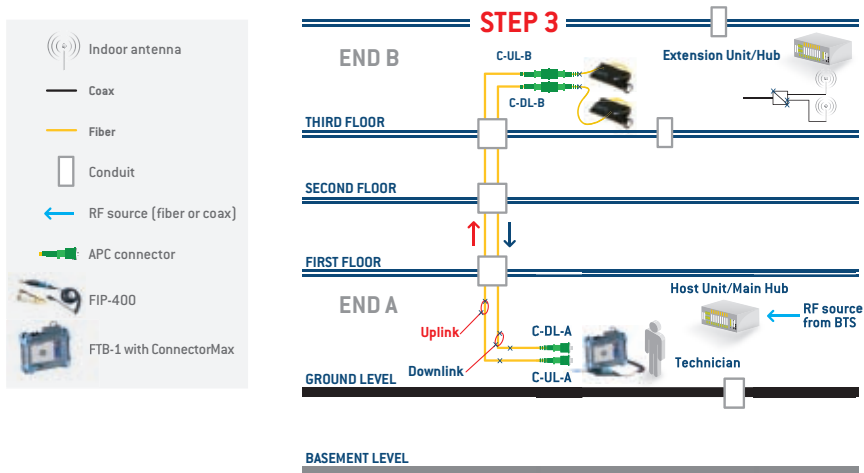 Indoor antenna
Coax
Fiber
Conduit
RF source (fiber or coax)
APC connector
FIP-400
FTB-1 with ConnectorMax
STEP 3
END B
C-UL-B
C-DL-B
Extension Unit/Hub
THIRD FLOOR
SECOND FLOOR
FIRST FLOOR
END A
Host Unit/Main Hub
RF source
from BTS
Uplink
C-DL-A
Downlink
C-UL-A
Technician
GROUND LEVEL
BASEMENT LEVEL